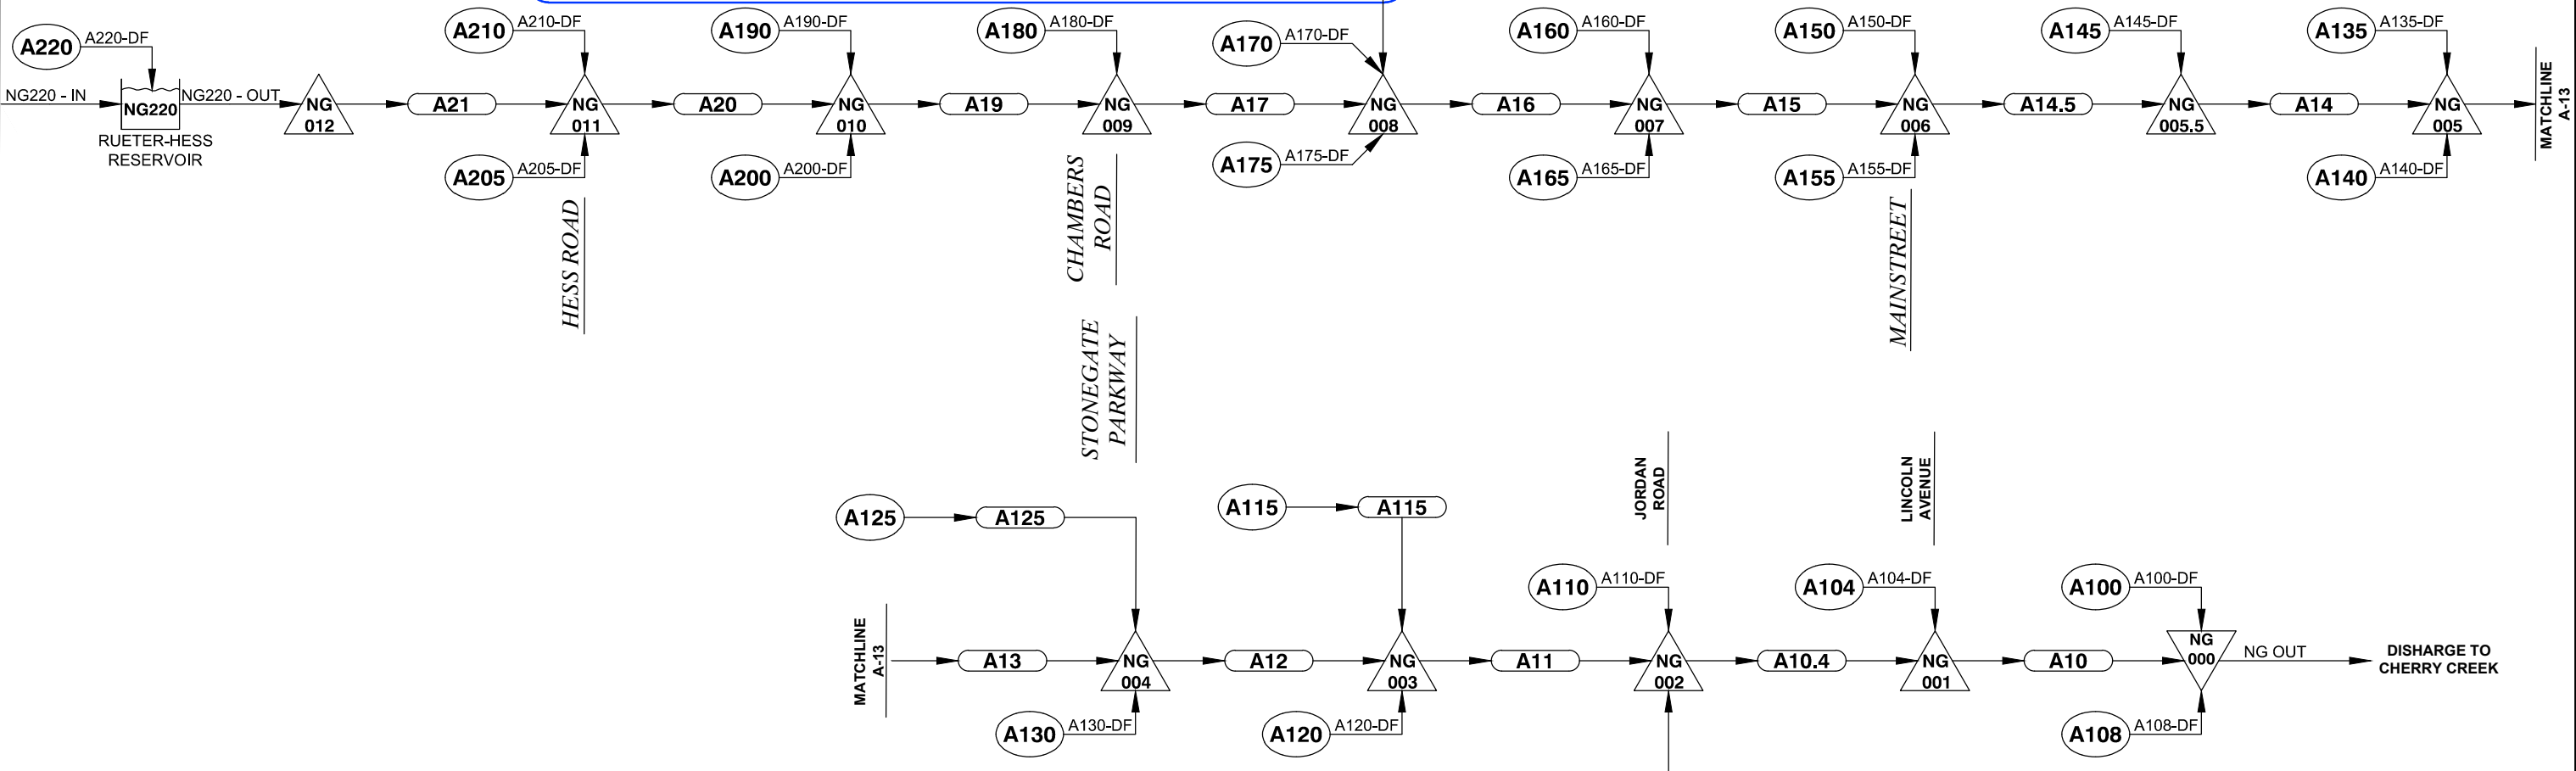 A220
A220-DF
A210
A210-DF
A190
A190-DF
A180
A180-DF
A170
A170-DF
A160
A160-DF
A150
A150-DF
A145
A145-DF
A135
A135-DF
NG220 - IN
NG220
NG220 - OUT
RUETER-HESS
RESERVOIR
NG
012
A21
NG
011
A20
NG
010
A19
NG
009
A17
NG
008
A16
NG
007
A15
NG
006
A14.5
NG
005.5
A14
NG
005
MATCHLINE
A-13
A205
A205-DF
A200
A200-DF
A175
A175-DF
A165
A165-DF
A155
A155-DF
A140
A140-DF
HESS ROAD
CHAMBERS
ROAD
MAINSTREET
STONEGATE
PARKWAY
JORDAN
ROAD
LINCOLN
AVENUE
A125
A125
A115
A115
A110
A110-DF
A104
A104-DF
A100
A100-DF
MATCHLINE
A-13
A13
NG
004
A12
NG
003
A11
NG
002
A10.4
NG
001
A10
NG
000
NG OUT
DISHARGE TO
CHERRY CREEK
A130
A130-DF
A120
A120-DF
A108
A108-DF